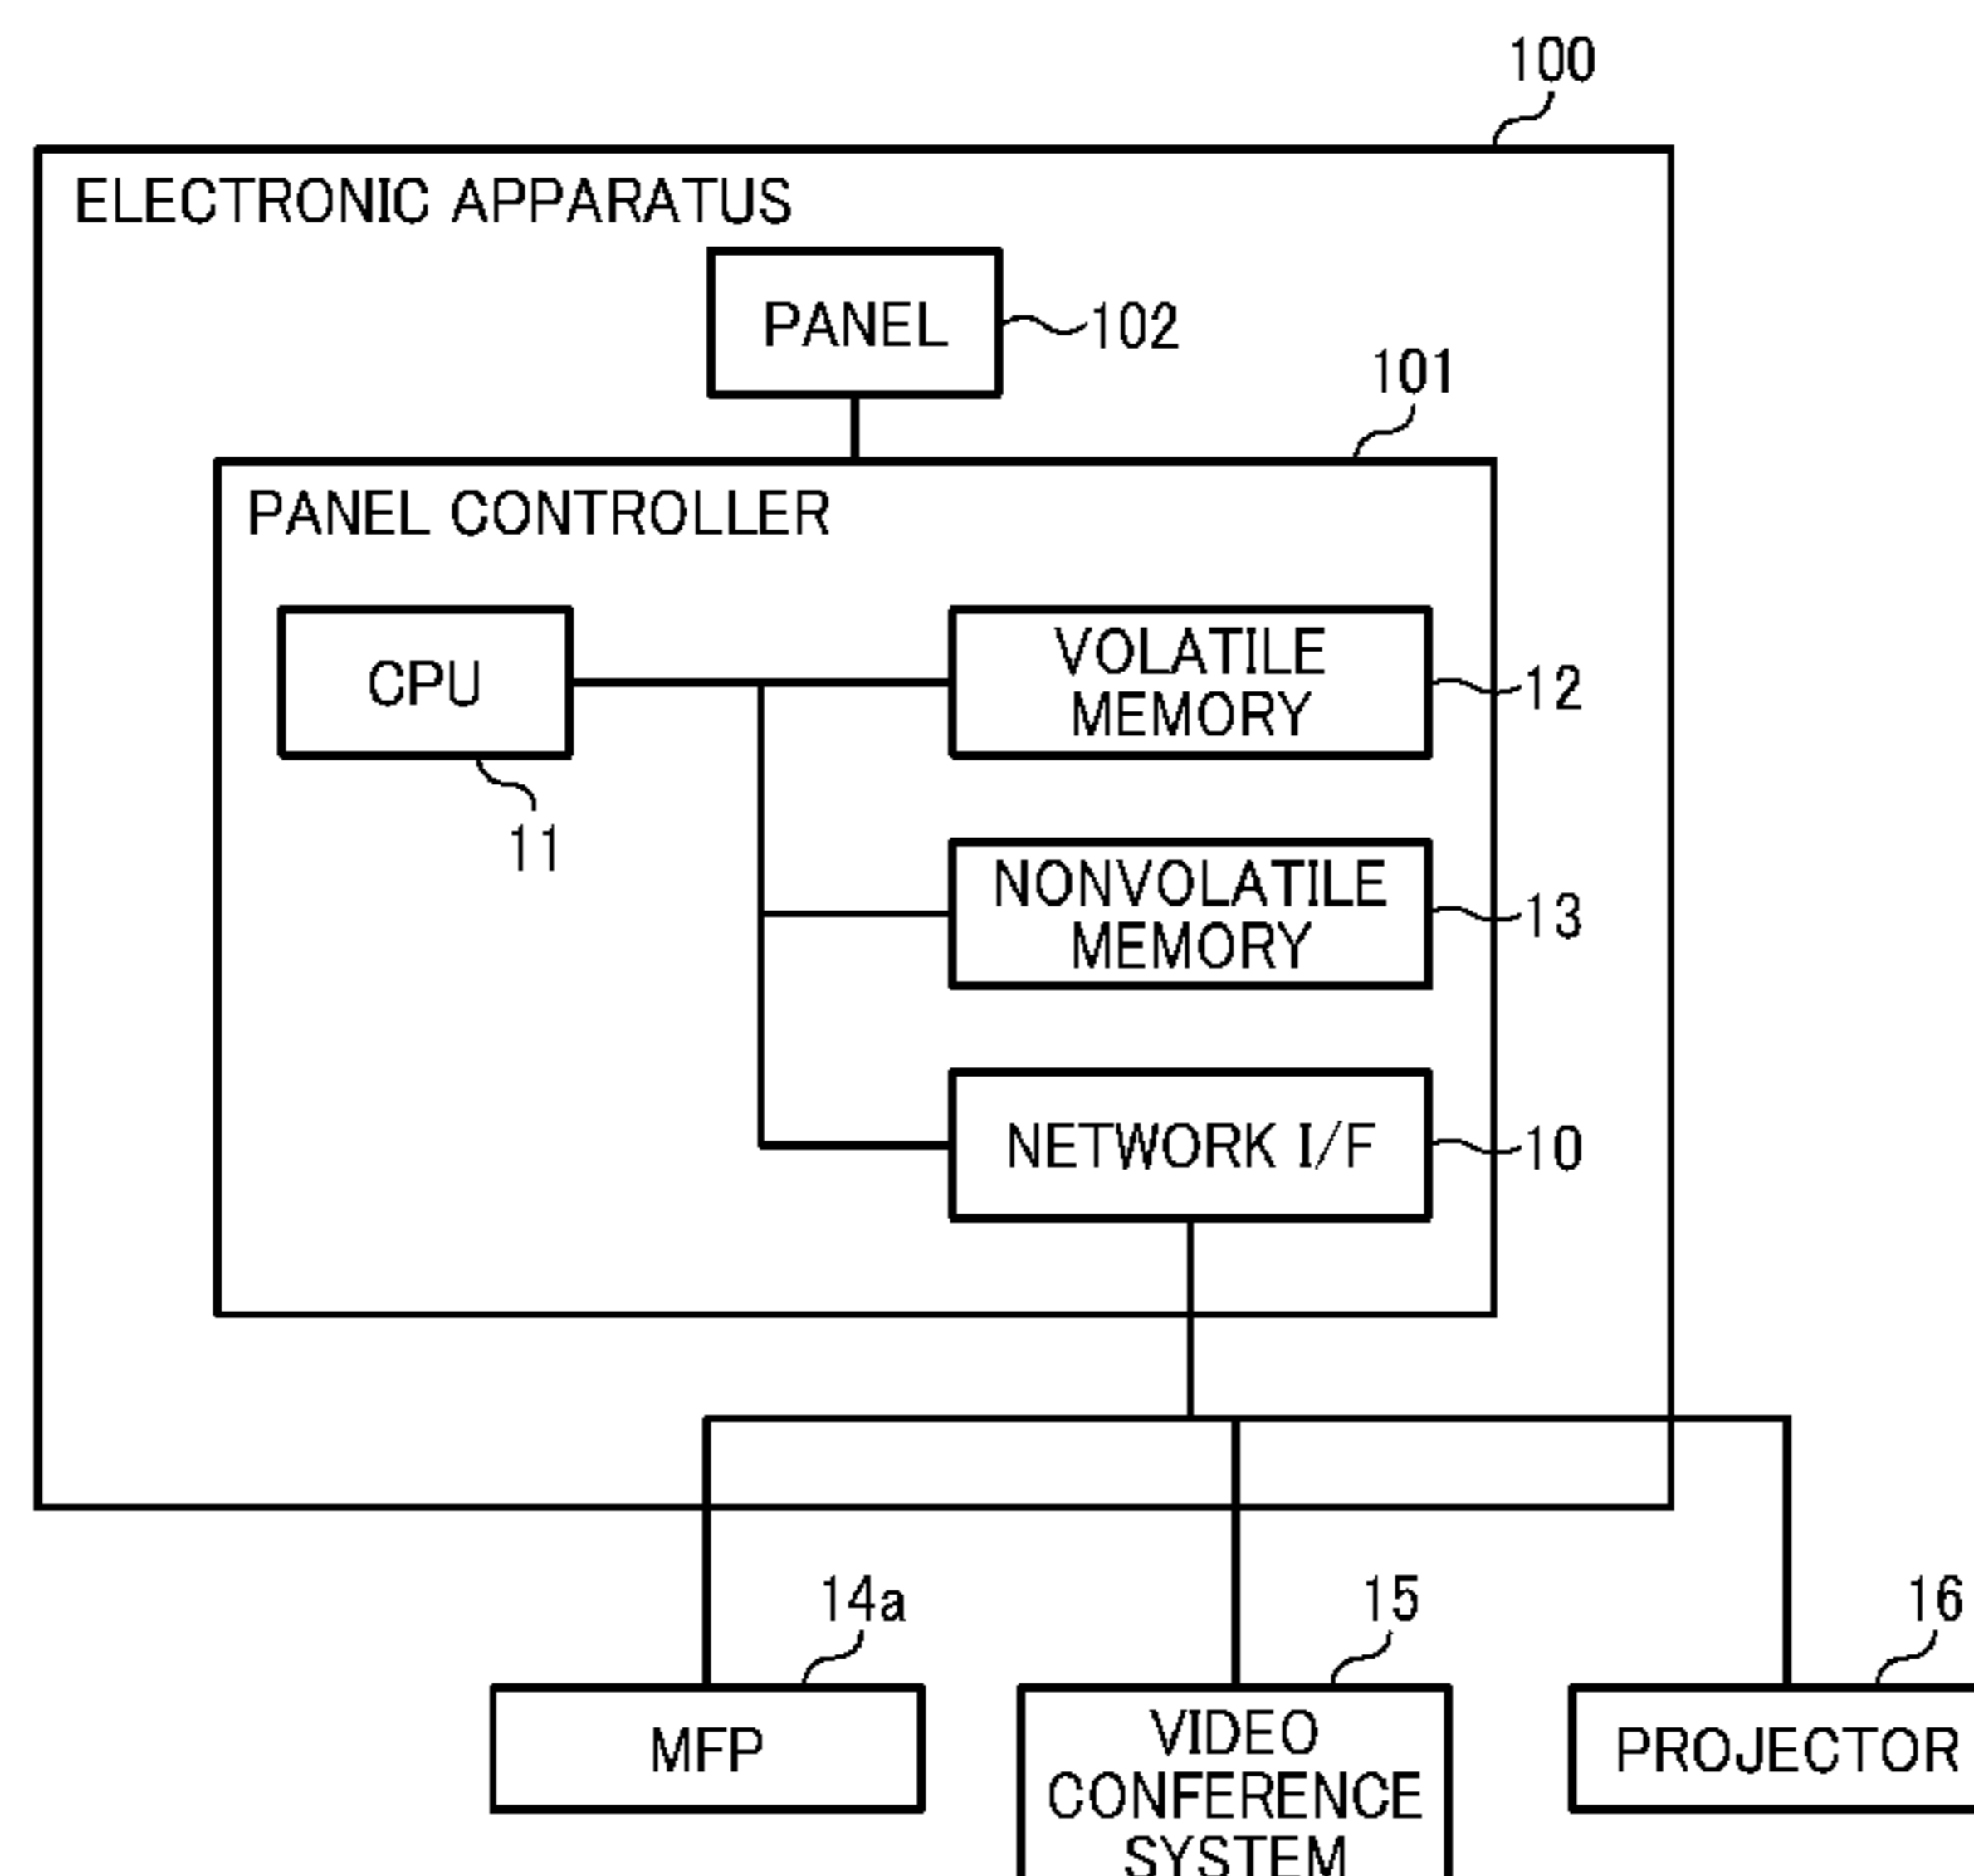 100
ELECTRONIC APPARATUS
PANEL
102
101
PANEL CONTROLLER
CPU
11
VOLATILE
MEMORY
12
NONVOLATILE
MEMORY
13
NETWORK I/F
10
14a
MFP
15
VIDEO
CONFERENCE
SYSTEM
16
PROJECTOR